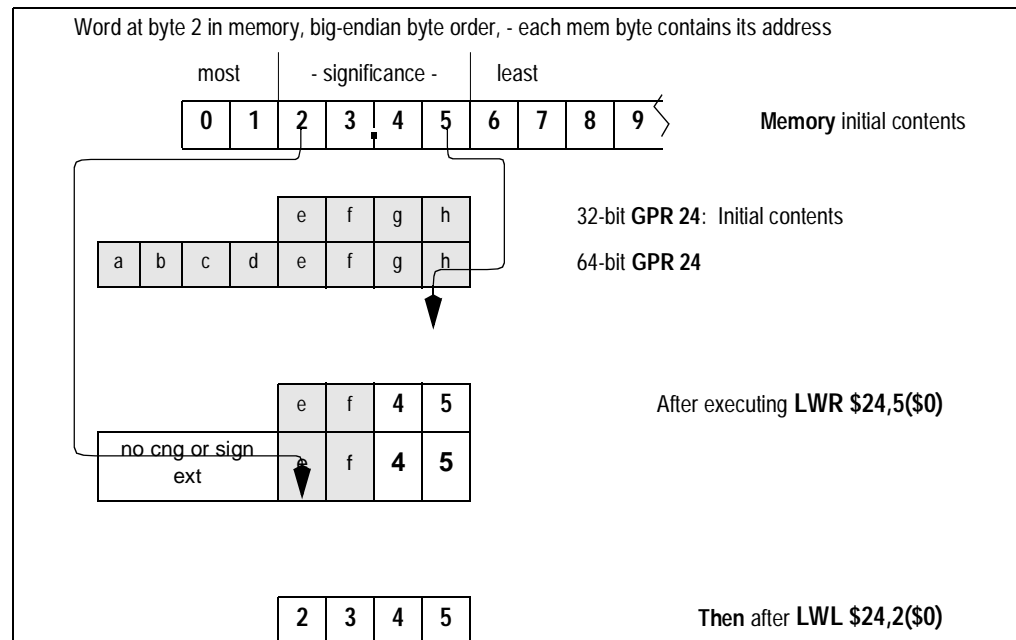 Word at byte 2 in memory, big-endian byte order, - each mem byte contains its address
most - significance - least
0 1 2 3 4 5 6 7 8 9 Memory initial contents
e f g h 32-bit GPR 24: Initial contents
a b c d e f g h 64-bit GPR 24
e f 4 5 After executing LWR $24,5($0)
no cng or sign
ext
e f 4 5
2 3 4 5 Then after LWL $24,2($0)